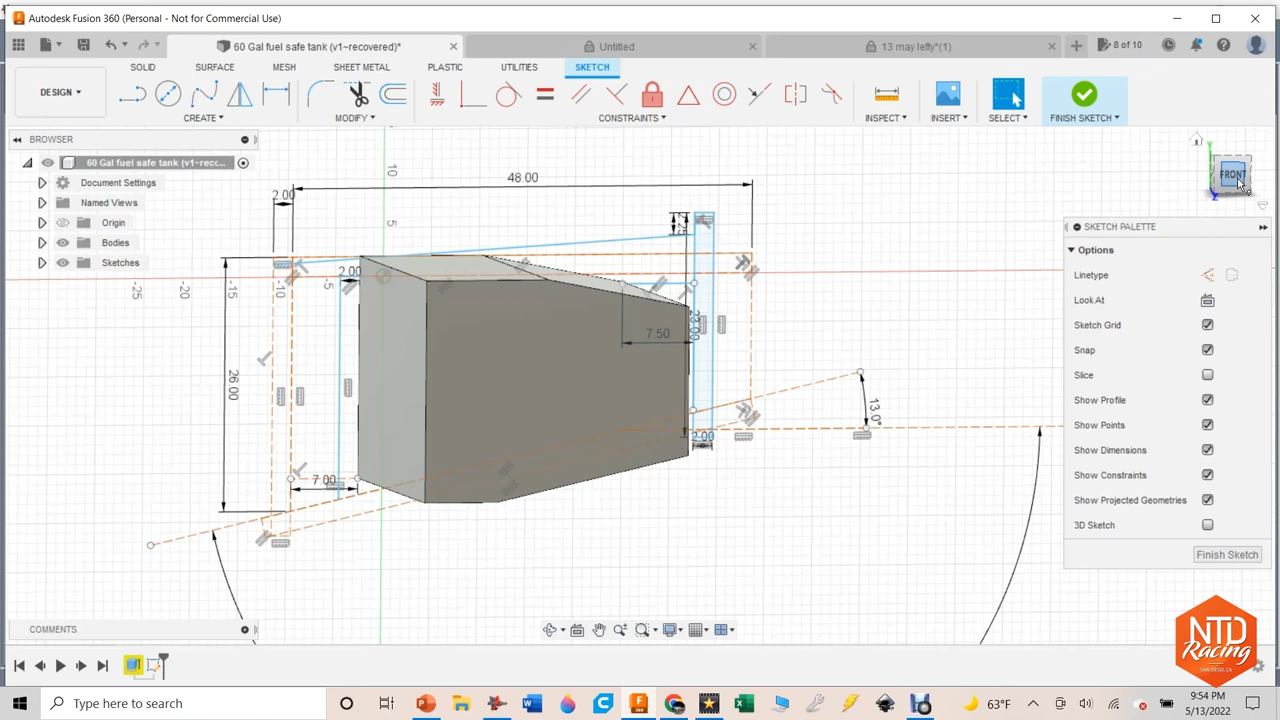 Autodesk Fusion 360 (Personal - Not for Commercial Use)
60 Gal fuel safe tank (v1~recovered)*
Untitled
13 may lefty*(1)
8 of 10
SOLID SURFACE MESH SHEET METAL PLASTIC UTILITIES SKETCH
DESIGN
CREATE MODIFY CONSTRAINTS INSPECT INSERT SELECT FINISH SKETCH
BROWSER
60 Gal fuel safe tank (v1~reco...
Document Settings
Named Views
Origin
Bodies
Sketches
FRONT
Y
Z
SKETCH PALETTE
Options
Linetype
Look At
Sketch Grid
Snap
Slice
Show Profile
Show Points
Show Dimensions
Show Constraints
Show Projected Geometries
3D Sketch
Finish Sketch
48.00
2.00
10
5
2.00
-25
-20
-15
-10
-5
26.00
7.50
13.0°
2.00
7.00
COMMENTS
NTD
Racing
SAN DIEGO, CA
Type here to search
63°F
9:54 PM
5/13/2022